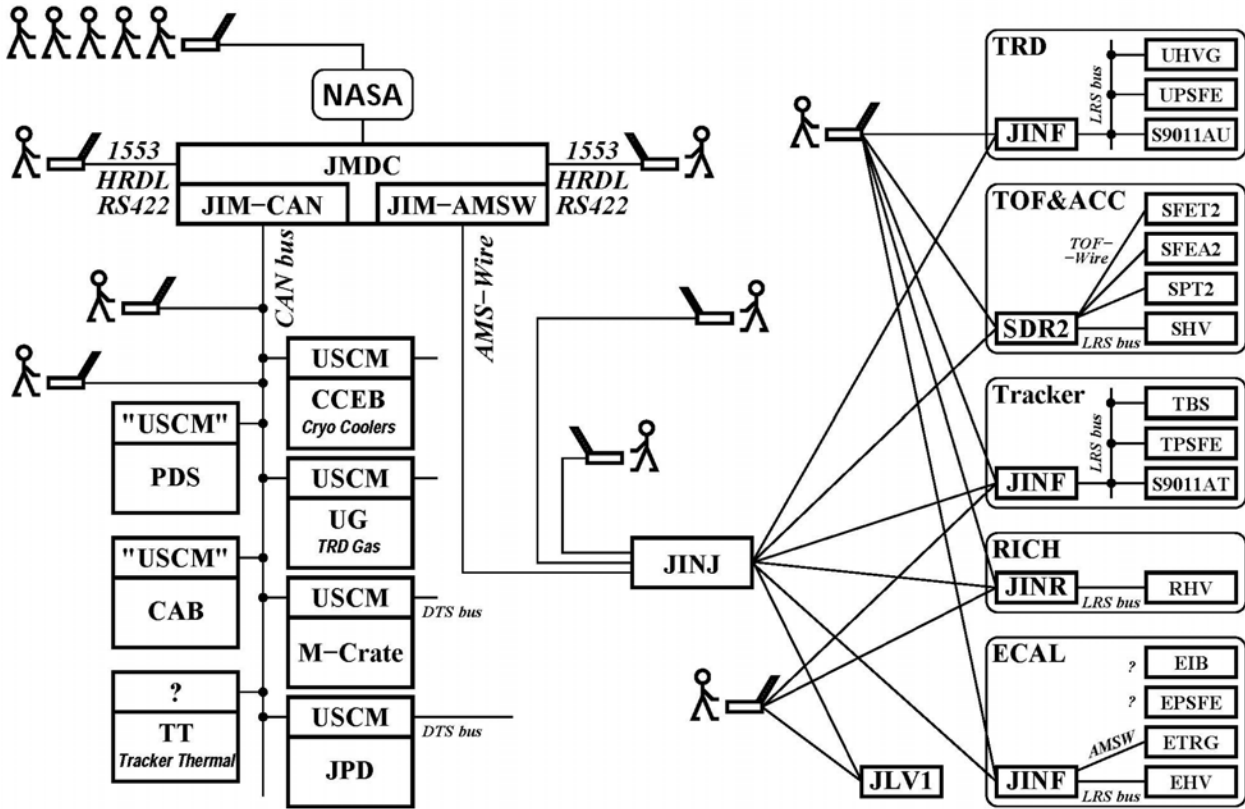 NASA
1553
HRDL
RS422
JMDC
JIM-CAN
JIM-AMSW
1553
HRDL
RS422
CAN bus
AMS-Wire
USCM
CCEB
Cryo Coolers
"USCM"
PDS
USCM
UG
TRD Gas
"USCM"
CAB
USCM
DTS bus
M-Crate
?
TT
Tracker Thermal
USCM
DTS bus
JPD
JINJ
JLV1
TRD
JINF
LRS bus
UHVG
UPSFE
S9011AU
TOF&ACC
SDR2
TOF-
-Wire
LRS bus
SFET2
SFEA2
SPT2
SHV
Tracker
JINF
LRS bus
TBS
TPSFE
S9011AT
RICH
JINR
LRS bus
RHV
ECAL
?
EIB
?
EPSFE
AMSW
ETRG
JINF
LRS bus
EHV